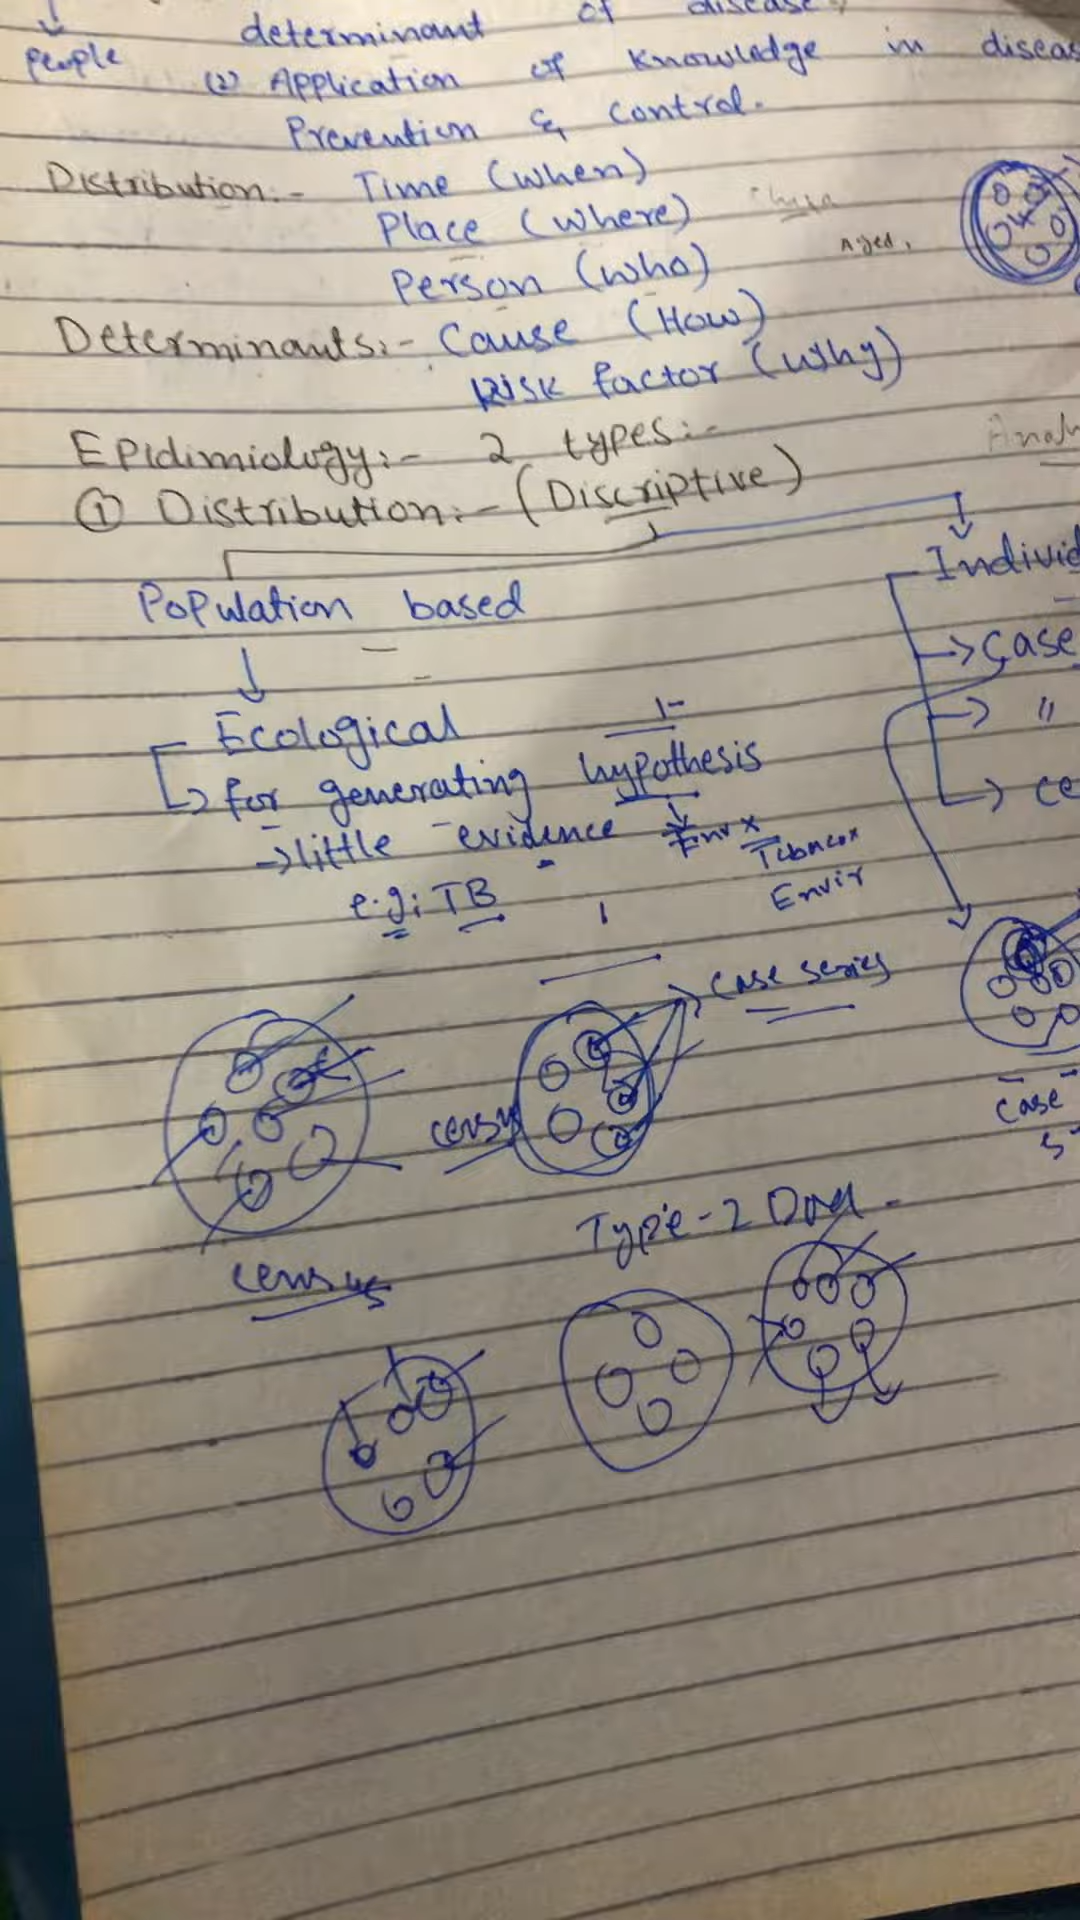 determinant of disease.
People
(2) Application of knowledge in diseas
Prevention & Control.
Distribution:- Time (when)
Place (where)
Aged,
Person (who)
Determinants:- Cause (How)
Risk factor (why)
Epidimiology:- 2 types:-
① Distribution:- (Discriptive)
Individ
Population based
Case
Ecological
"
for generating hypothesis
ce
→ little evidence
Envir
e.g; TB
case series
case
census
Type-2
census